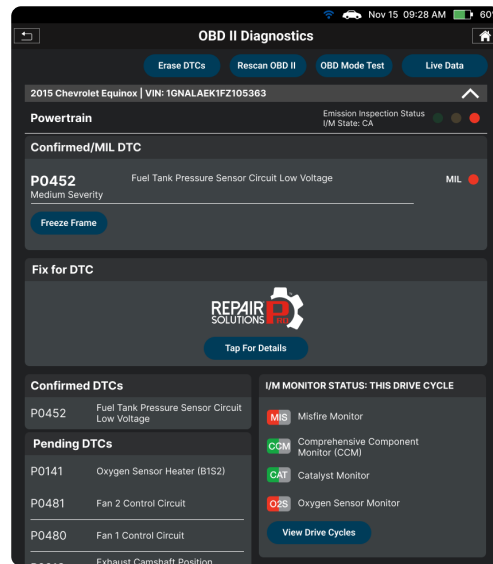 Nov 15 09:28 AM
OBD II Diagnostics
Erase DTCs
Rescan OBD II
OBD Mode Test
Live Data
2015 Chevrolet Equinox | VIN: 1GNALAEK1FZ105363
Powertrain
Emission Inspection Status
I/M State: CA
Confirmed/MIL DTC
P0452
Fuel Tank Pressure Sensor Circuit Low Voltage
MIL
Medium Severity
Freeze Frame
Fix for DTC
REPAIR
SOLUTIONS
PRO
Tap For Details
Confirmed DTCs
P0452
Fuel Tank Pressure Sensor Circuit
Low Voltage
Pending DTCs
P0141
Oxygen Sensor Heater (B1S2)
P0481
Fan 2 Control Circuit
P0480
Fan 1 Control Circuit
Exhaust Camshaft Position
I/M MONITOR STATUS: THIS DRIVE CYCLE
MIS
Misfire Monitor
CCM
Comprehensive Component
Monitor (CCM)
CAT
Catalyst Monitor
O2S
Oxygen Sensor Monitor
View Drive Cycles